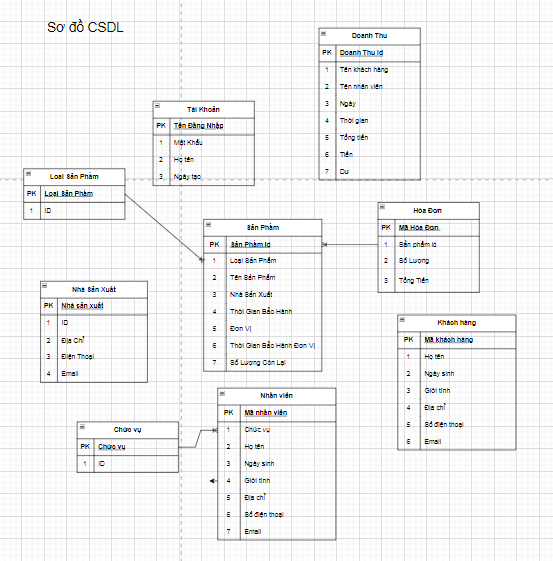 Sơ đồ CSDL
Doanh Thu
PK Doanh Thu Id
1 Tên khách hàng
2 Tên nhân viên
3 Ngày
4 Thời gian
5 Tổng tiền
6 Tiền
7 Dư
Tài Khoản
PK Tên Đăng Nhập
1 Mật Khẩu
2 Họ tên
3 Ngày tạo
Loại Sản Phẩm
PK Loại Sản Phẩm
1 ID
Sản Phẩm
PK Sản Phẩm Id
1 Loại Sản Phẩm
2 Tên Sản Phẩm
3 Nhà Sản Xuất
4 Thời Gian Bảo Hành
5 Đơn Vị
6 Thời Gian Bảo Hành Đơn Vị
7 Số Lượng Còn Lại
Hóa Đơn
PK Mã Hóa Đơn
1 Sản phẩm Id
2 Số Lượng
3 Tổng Tiền
Nhà Sản Xuất
PK Nhà sản xuất
1 ID
2 Địa Chỉ
3 Điện Thoại
4 Email
Khách hàng
PK Mã khách hàng
1 Họ tên
2 Ngày sinh
3 Giới tính
4 Địa chỉ
5 Số điện thoại
6 Email
Chức vụ
PK Chức vụ
1 ID
Nhân viên
PK Mã nhân viên
1 Chức vụ
2 Họ tên
3 Ngày sinh
4 Giới tính
5 Địa chỉ
6 Số điện thoại
7 Email